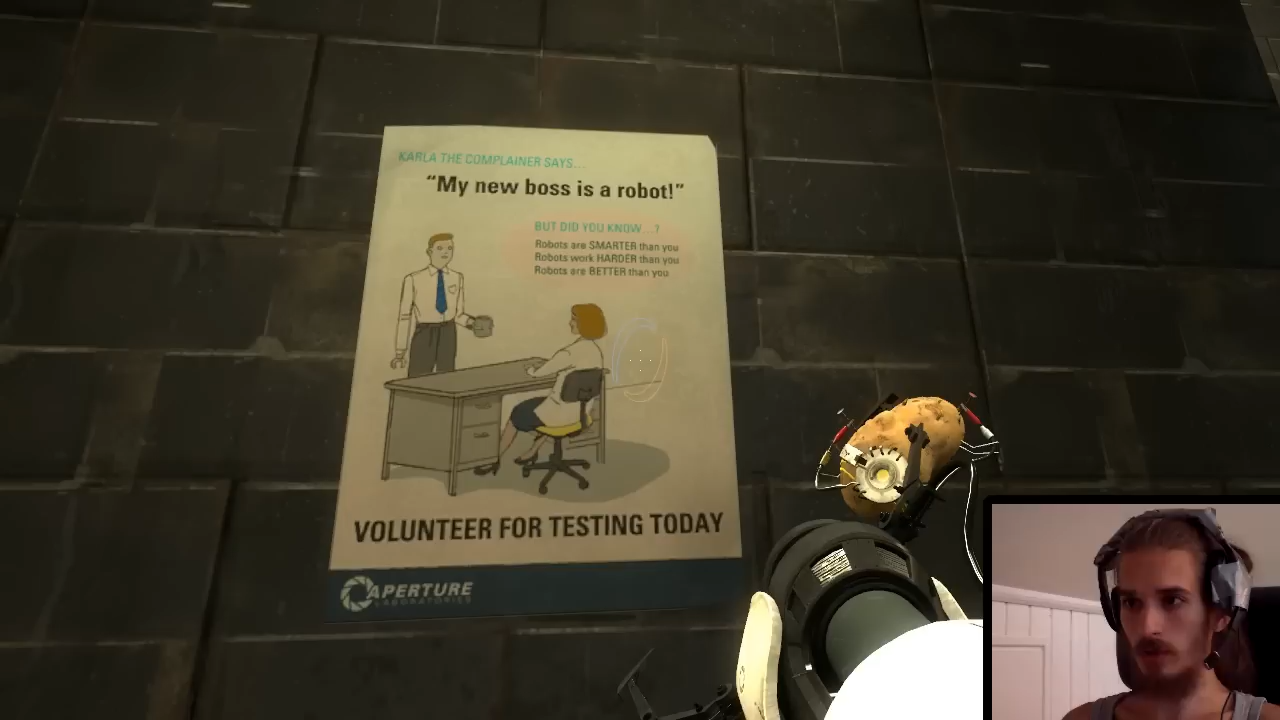 KARLA THE COMPLAINER SAYS...
"My new boss is a robot!"
BUT DID YOU KNOW...?
Robots are SMARTER than you
Robots work HARDER than you
Robots are BETTER than you
VOLUNTEER FOR TESTING TODAY
APERTURE
LABORATORIES